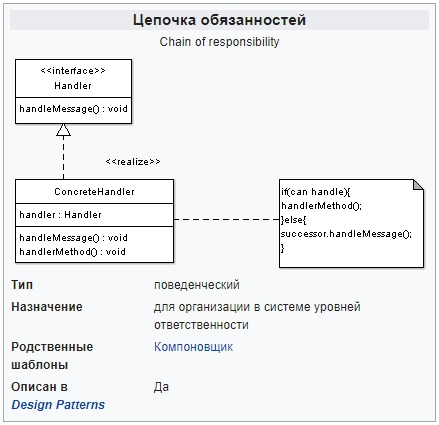 Цепочка обязанностей
Chain of responsibility
<<interface>>
Handler
handleMessage() : void
<<realize>>
ConcreteHandler
handler : Handler
handleMessage() : void
handlerMethod() : void
if(can handle){
handlerMethod();
}else{
successor.handleMessage();
}
Тип поведенческий
Назначение для организации в системе уровней
ответственности
Родственные Компоновщик
шаблоны
Описан в Да
Design Patterns